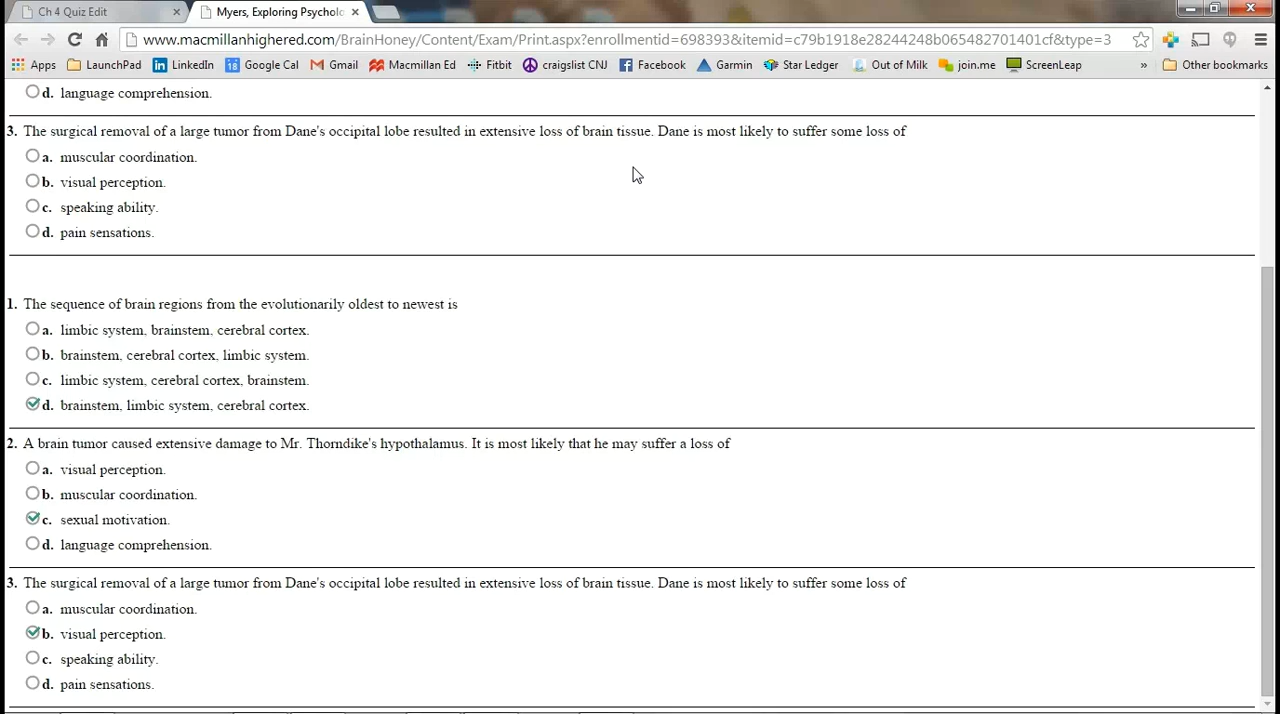 Ch 4 Quiz Edit
Myers, Exploring Psycholo
www.macmillanhighered.com/BrainHoney/Content/Exam/Print.aspx?enrollmentid=698393&itemid=c79b1918e28244248b065482701401cf&type=3
Apps LaunchPad LinkedIn 18 Google Cal Gmail Macmillan Ed Fitbit craigslist CNJ Facebook Garmin Star Ledger Out of Milk join.me ScreenLeap » Other bookmarks
d. language comprehension.
3. The surgical removal of a large tumor from Dane's occipital lobe resulted in extensive loss of brain tissue. Dane is most likely to suffer some loss of
a. muscular coordination.
b. visual perception.
c. speaking ability.
d. pain sensations.
1. The sequence of brain regions from the evolutionarily oldest to newest is
a. limbic system, brainstem, cerebral cortex.
b. brainstem, cerebral cortex, limbic system.
c. limbic system, cerebral cortex, brainstem.
d. brainstem, limbic system, cerebral cortex.
2. A brain tumor caused extensive damage to Mr. Thorndike's hypothalamus. It is most likely that he may suffer a loss of
a. visual perception.
b. muscular coordination.
c. sexual motivation.
d. language comprehension.
3. The surgical removal of a large tumor from Dane's occipital lobe resulted in extensive loss of brain tissue. Dane is most likely to suffer some loss of
a. muscular coordination.
b. visual perception.
c. speaking ability.
d. pain sensations.